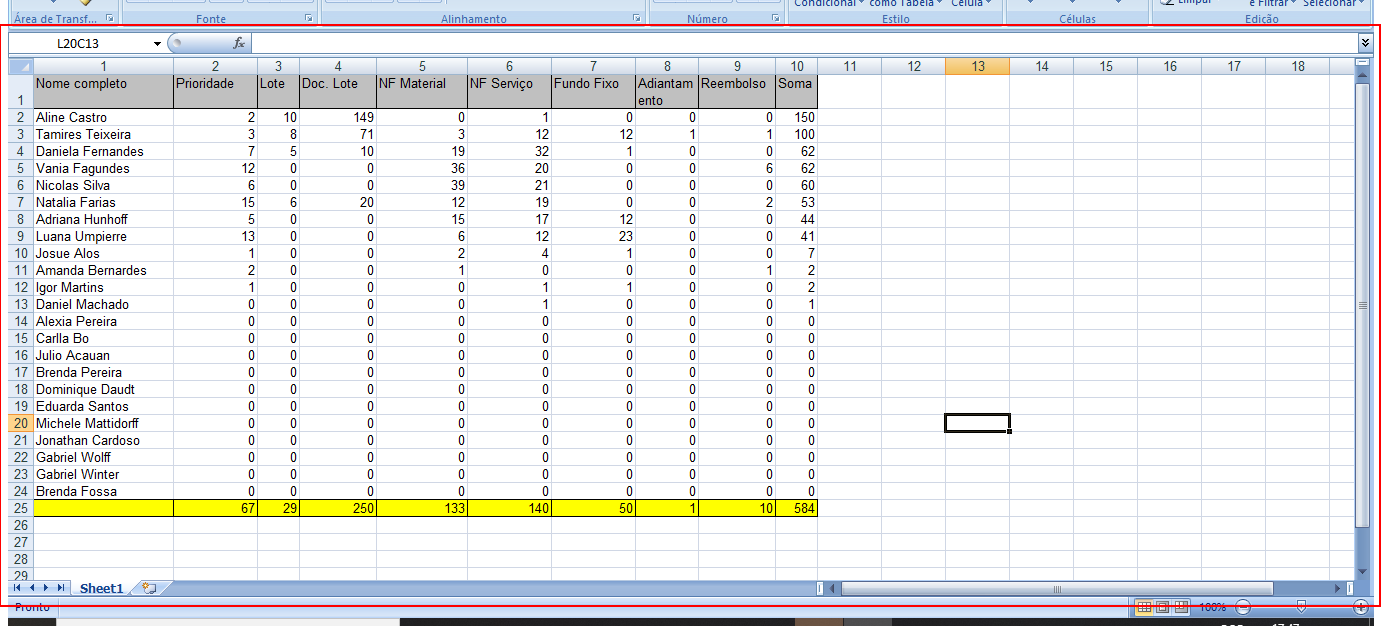 Condicional como Tabela Célula Limpar e Filtrar Selecionar
Área de Transf... Fonte Alinhamento Número Estilo Células Edição
L20C13 fx
1 2 3 4 5 6 7 8 9 10 11 12 13 14 15 16 17 18
1 Nome completo Prioridade Lote Doc. Lote NF Material NF Serviço Fundo Fixo Adiantam Reembolso Soma
ento
2 Aline Castro 2 10 149 0 1 0 0 0 150
3 Tamires Teixeira 3 8 71 3 12 12 1 1 100
4 Daniela Fernandes 7 5 10 19 32 1 0 0 62
5 Vania Fagundes 12 0 0 36 20 0 0 6 62
6 Nicolas Silva 6 0 0 39 21 0 0 0 60
7 Natalia Farias 15 6 20 12 19 0 0 2 53
8 Adriana Hunhoff 5 0 0 15 17 12 0 0 44
9 Luana Umpierre 13 0 0 6 12 23 0 0 41
10 Josue Alos 1 0 0 2 4 1 0 0 7
11 Amanda Bernardes 2 0 0 1 0 0 0 1 2
12 Igor Martins 1 0 0 0 1 1 0 0 2
13 Daniel Machado 0 0 0 0 1 0 0 0 1
14 Alexia Pereira 0 0 0 0 0 0 0 0 0
15 Carlla Bo 0 0 0 0 0 0 0 0 0
16 Julio Acauan 0 0 0 0 0 0 0 0 0
17 Brenda Pereira 0 0 0 0 0 0 0 0 0
18 Dominique Daudt 0 0 0 0 0 0 0 0 0
19 Eduarda Santos 0 0 0 0 0 0 0 0 0
20 Michele Mattidorff 0 0 0 0 0 0 0 0 0
21 Jonathan Cardoso 0 0 0 0 0 0 0 0 0
22 Gabriel Wolff 0 0 0 0 0 0 0 0 0
23 Gabriel Winter 0 0 0 0 0 0 0 0 0
24 Brenda Fossa 0 0 0 0 0 0 0 0 0
25 67 29 250 133 140 50 1 10 584
26
27
28
29
Sheet1
Pronto 100%